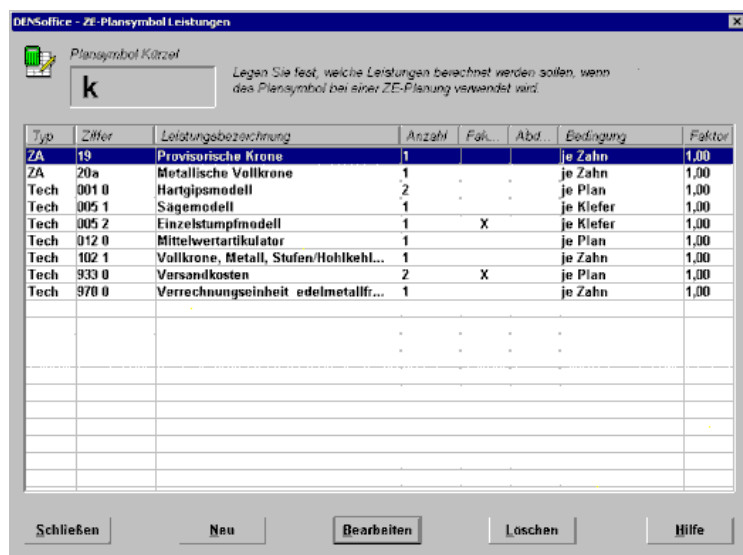 DENSoffice - ZE-Plansymbol Leistungen
Plansymbol Kürzel
k
Legen Sie fest, welche Leistungen berechnet werden sollen, wenn
das Plansymbol bei einer ZE-Planung verwendet wird.
Typ Ziffer Leistungsbezeichnung Anzahl Fak... Abd... Bedingung Faktor
ZA 19 Provisorische Krone 1 je Zahn 1,00
ZA 20a Metallische Vollkrone 1 je Zahn 1,00
Tech 001 0 Hartgipsmodell 2 je Plan 1,00
Tech 005 1 Sägemodell 1 je Kiefer 1,00
Tech 005 2 Einzelstumpfmodell 1 X je Kiefer 1,00
Tech 012 0 Mittelwertartikulator 1 je Plan 1,00
Tech 102 1 Vollkrone, Metall, Stufen/Hohlkehl... 1 je Zahn 1,00
Tech 933 0 Versandkosten 2 X je Plan 1,00
Tech 970 0 Verrechnungseinheit edelmetallfr... 1 je Zahn 1,00
Schließen Neu Bearbeiten Löschen Hilfe